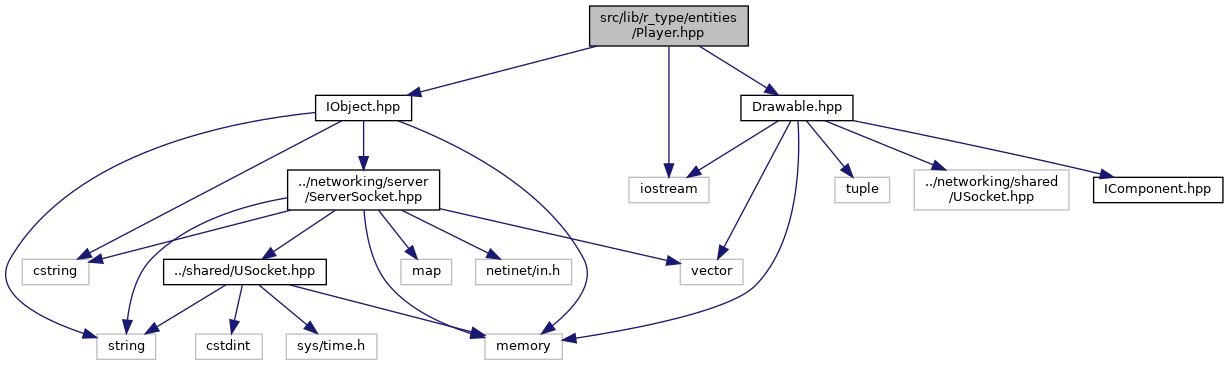 src/lib/r_type/entities
/Player.hpp
IObject.hpp
Drawable.hpp
../networking/server
/ServerSocket.hpp
iostream
tuple
../networking/shared
/USocket.hpp
IComponent.hpp
cstring
../shared/USocket.hpp
map
netinet/in.h
vector
string
cstdint
sys/time.h
memory